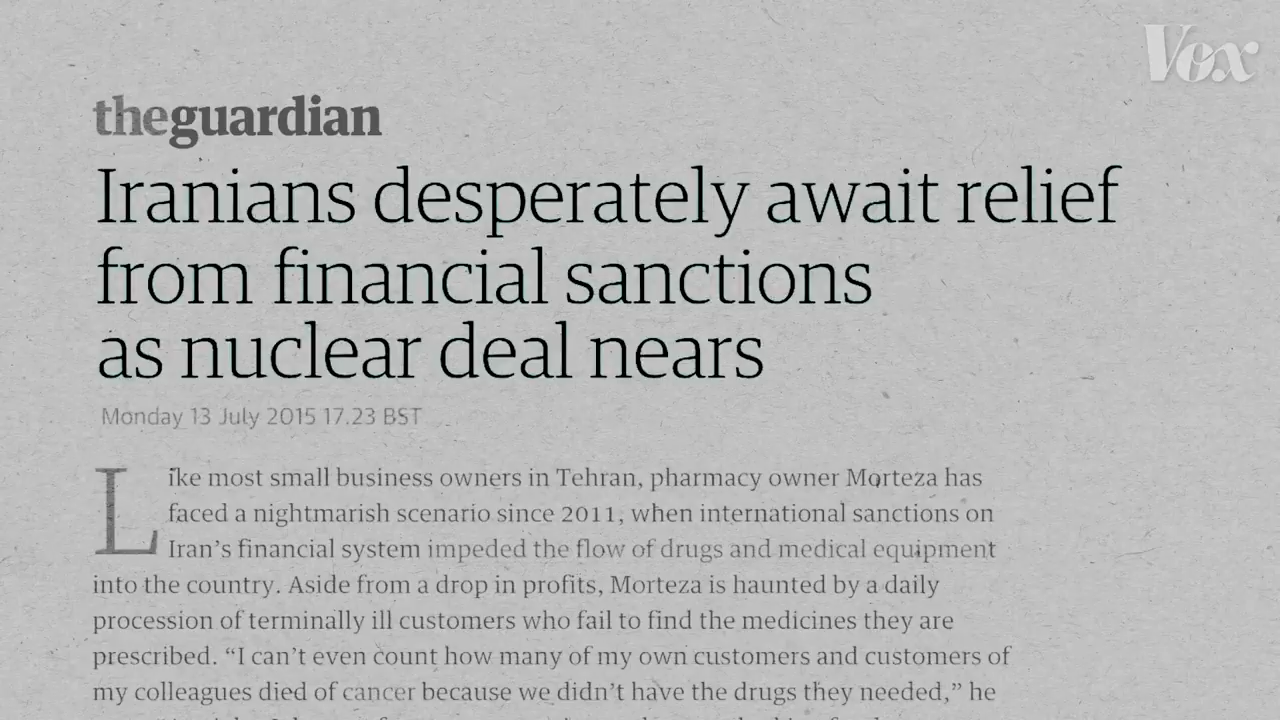 Vox
theguardian
Iranians desperately await relief
from financial sanctions
as nuclear deal nears
Monday 13 July 2015 17.23 BST
Like most small business owners in Tehran, pharmacy owner Morteza has
faced a nightmarish scenario since 2011, when international sanctions on
Iran’s financial system impeded the flow of drugs and medical equipment
into the country. Aside from a drop in profits, Morteza is haunted by a daily
procession of terminally ill customers who fail to find the medicines they are
prescribed. “I can’t even count how many of my own customers and customers of
my colleagues died of cancer because we didn’t have the drugs they needed,” he